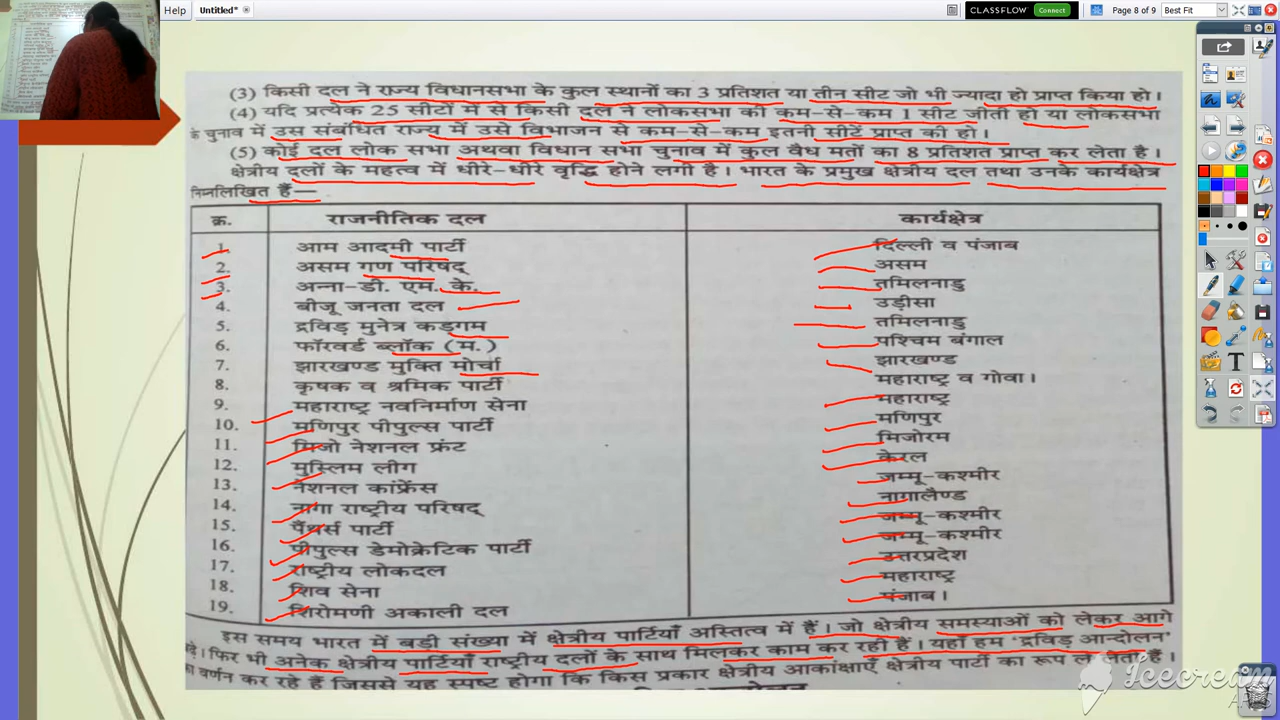 Help Untitled* CLASSFLOW Connect Page 8 of 9 Best Fit
(3) किसी दल ने राज्य विधानसभा के कुल स्थानों का 3 प्रतिशत या तीन सीट जो भी ज्यादा हो प्राप्त किया हो।
(4) यदि प्रत्येक 25 सीटों में से किसी दल ने लोकसभा की कम-से-कम 1 सीट जीती हो या लोकसभा
के चुनाव में उस संबंधित राज्य में उसे विभाजन से कम-से-कम इतनी सीटें प्राप्त की हो।
(5) कोई दल लोक सभा अथवा विधान सभा चुनाव में कुल वैध मतों का 8 प्रतिशत प्राप्त कर लेता है।
क्षेत्रीय दलों के महत्व में धीरे-धीरे वृद्धि होने लगी है। भारत के प्रमुख क्षेत्रीय दल तथा उनके कार्यक्षेत्र
निम्नलिखित हैं—
क्र. राजनीतिक दल कार्यक्षेत्र
1. आम आदमी पार्टी दिल्ली व पंजाब
2. असम गण परिषद् असम
3. अन्ना-डी. एम. के. तमिलनाडु
4. बीजू जनता दल उड़ीसा
5. द्रविड़ मुनेत्र कड़गम तमिलनाडु
6. फॉरवर्ड ब्लॉक (म.) पश्चिम बंगाल
7. झारखण्ड मुक्ति मोर्चा झारखण्ड
8. कृषक व श्रमिक पार्टी महाराष्ट्र व गोवा।
9. महाराष्ट्र नवनिर्माण सेना महाराष्ट्र
10. मणिपुर पीपुल्स पार्टी मणिपुर
11. मिजो नेशनल फ्रंट मिजोरम
12. मुस्लिम लीग केरल
13. नेशनल कांफ्रेंस जम्मू-कश्मीर
14. नागा राष्ट्रीय परिषद् नागालैण्ड
15. पैंथर्स पार्टी जम्मू-कश्मीर
16. पीपुल्स डेमोक्रेटिक पार्टी जम्मू-कश्मीर
17. राष्ट्रीय लोकदल उत्तरप्रदेश
18. शिव सेना महाराष्ट्र
19. शिरोमणी अकाली दल पंजाब।
इस समय भारत में बड़ी संख्या में क्षेत्रीय पार्टियाँ अस्तित्व में हैं। जो क्षेत्रीय समस्याओं को लेकर आगे
बढ़े। फिर भी अनेक क्षेत्रीय पार्टियाँ राष्ट्रीय दलों के साथ मिलकर काम कर रही हैं। यहाँ हम 'द्रविड़ आन्दोलन'
का वर्णन कर रहे हैं जिससे यह स्पष्ट होगा कि किस प्रकार क्षेत्रीय आकांक्षाएँ क्षेत्रीय पार्टी का रूप ले लेता है।
Icecream
APPS